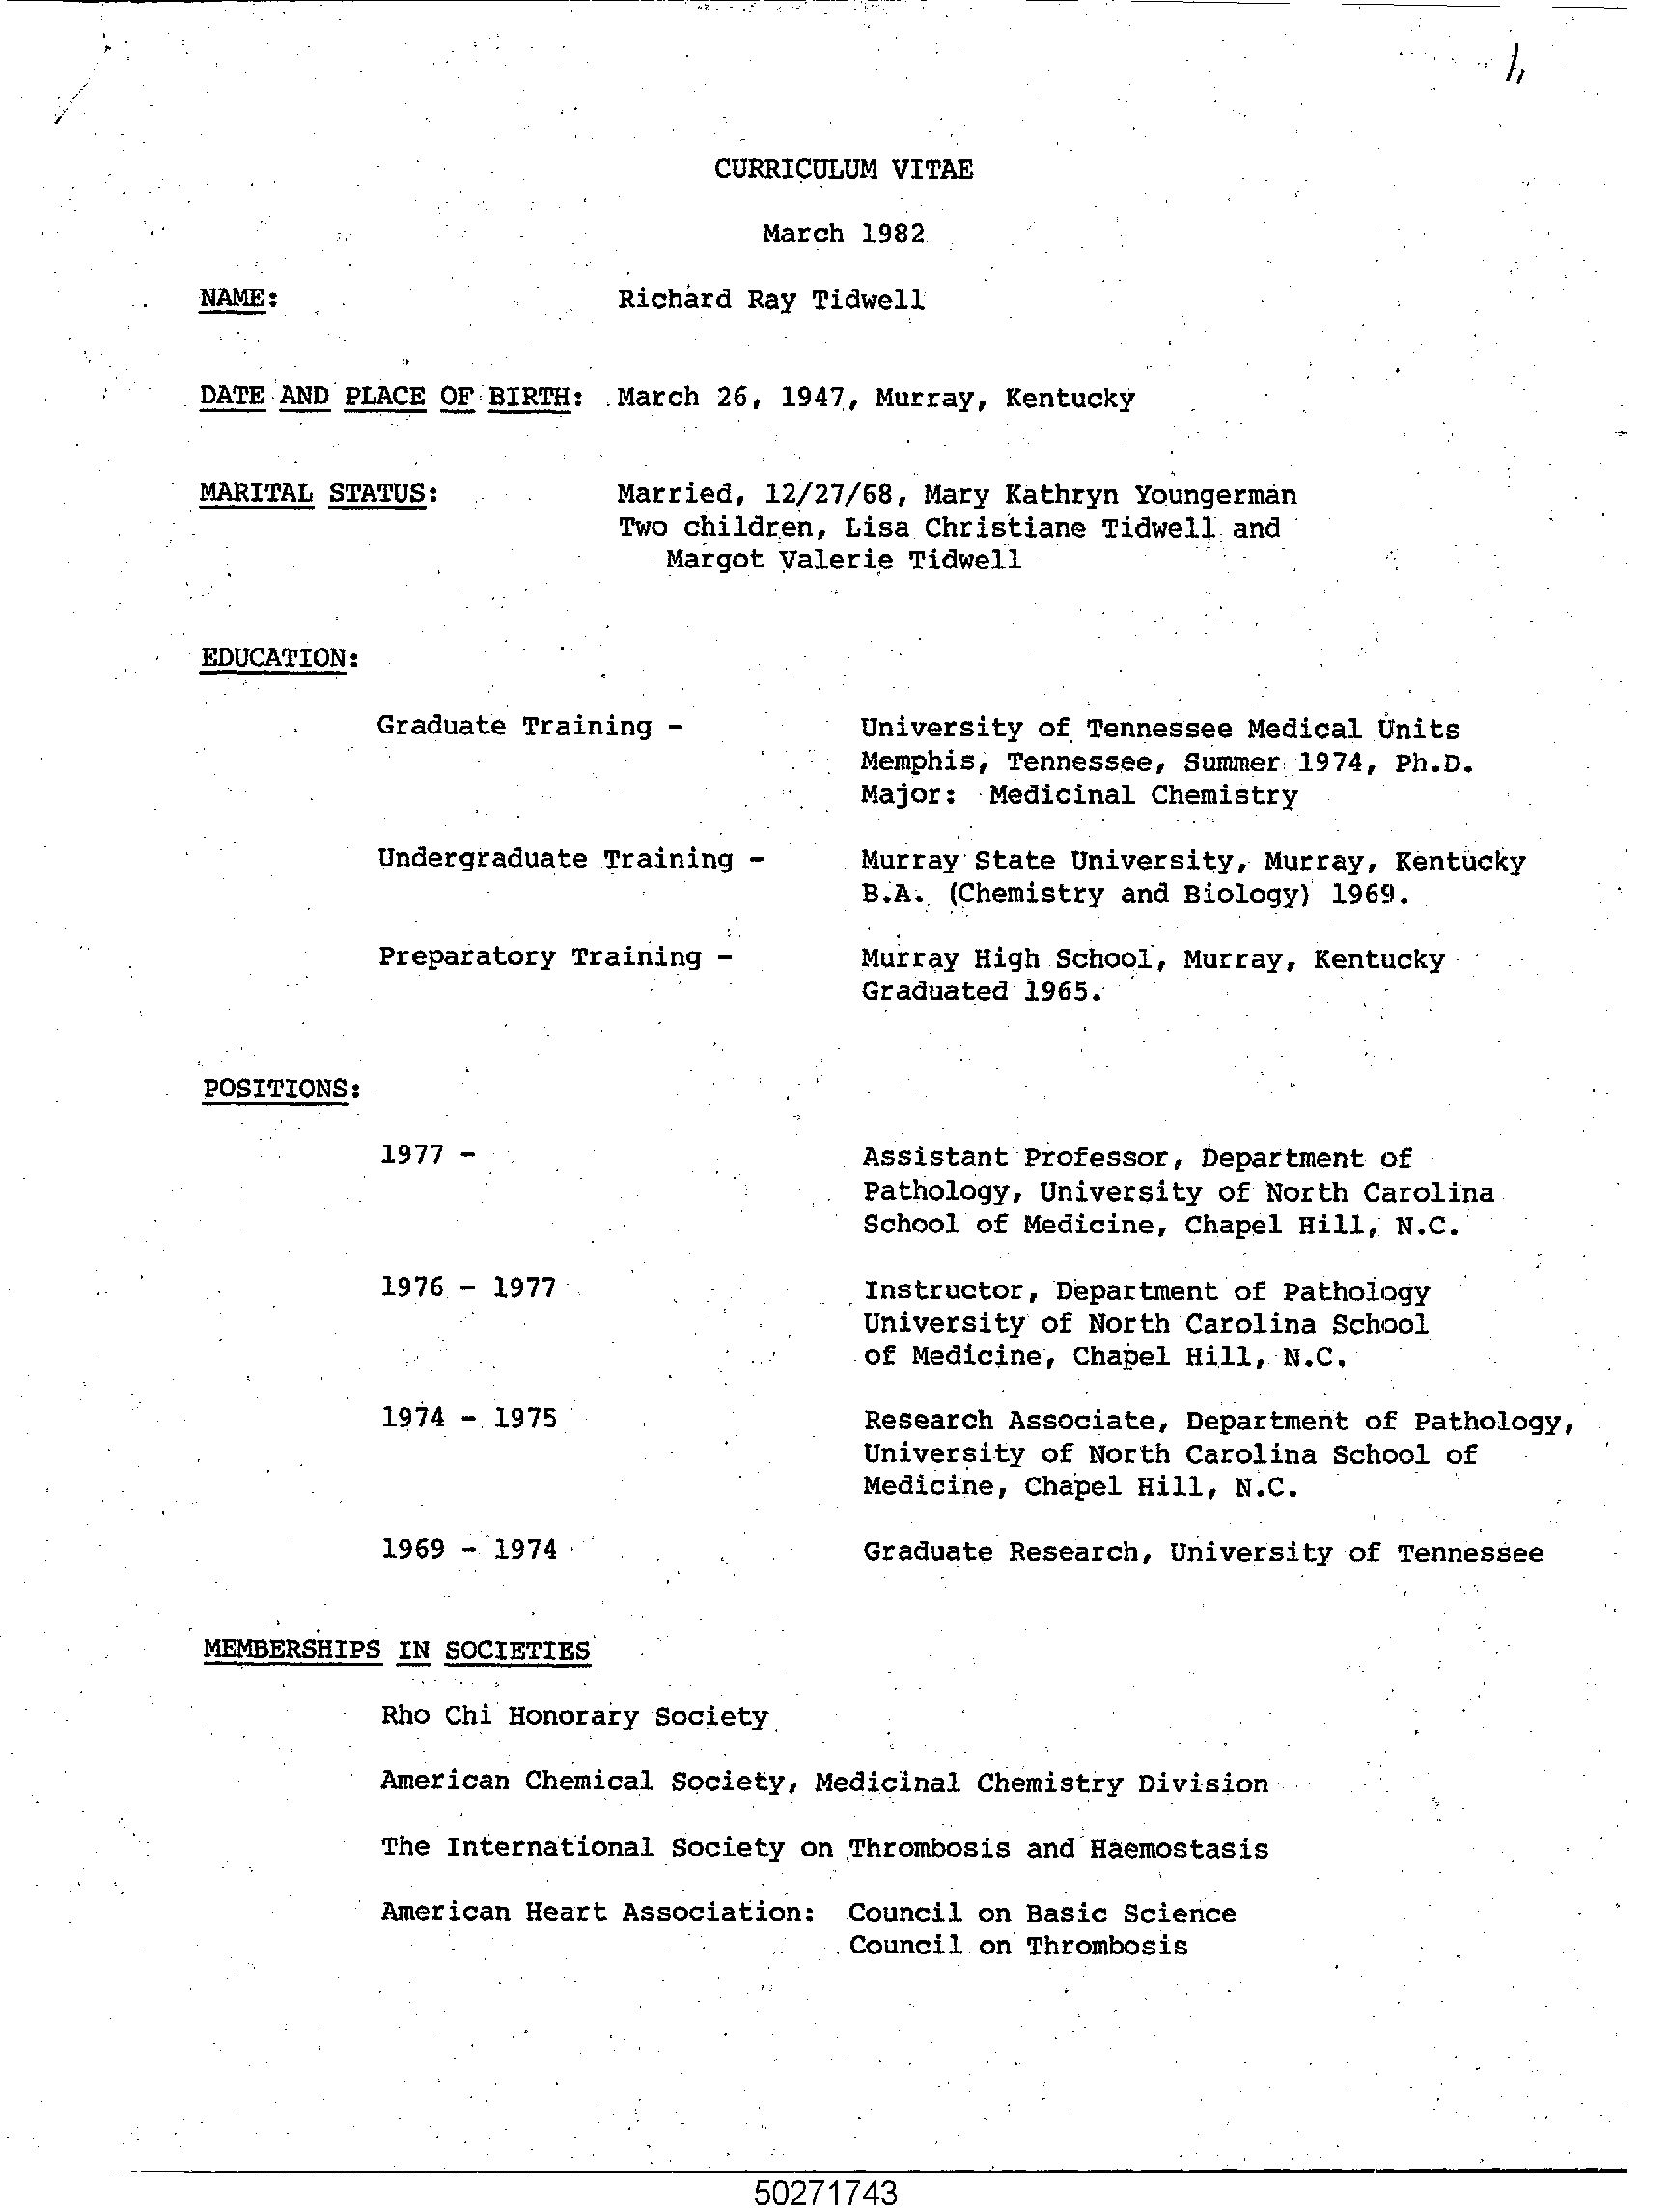 CURRICULUM VITAE
March 1982
NAME: Richard Ray Tidwell
DATE AND PLACE OF BIRTH: March 26, 1947, Murray, Kentucky
MARITAL STATUS: Married, 12/27/68, Mary Kathryn Youngerman
Two children, Lisa Christiane Tidwell and
Margot Valerie Tidwell
EDUCATION:
Graduate Training - University of Tennessee Medical Units
Memphis, Tennessee, Summer 1974, Ph.D.
Major: Medicinal Chemistry
Undergraduate Training - Murray State University, Murray, Kentucky
B.A. (Chemistry and Biology) 1969.
Preparatory Training - Murray High School, Murray, Kentucky
Graduated 1965.
POSITIONS:
1977 - Assistant Professor, Department of
Pathology, University of North Carolina
School of Medicine, Chapel Hill, N.C.
1976 - 1977 Instructor, Department of Pathology
University of North Carolina School
of Medicine, Chapel Hill, N.C.
1974 - 1975 Research Associate, Department of Pathology,
University of North Carolina School of
Medicine, Chapel Hill, N.C.
1969 - 1974 Graduate Research, University of Tennessee
MEMBERSHIPS IN SOCIETIES
Rho Chi Honorary Society
American Chemical Society, Medicinal Chemistry Division
The International Society on Thrombosis and Haemostasis
American Heart Association: Council on Basic Science
Council on Thrombosis
50271743